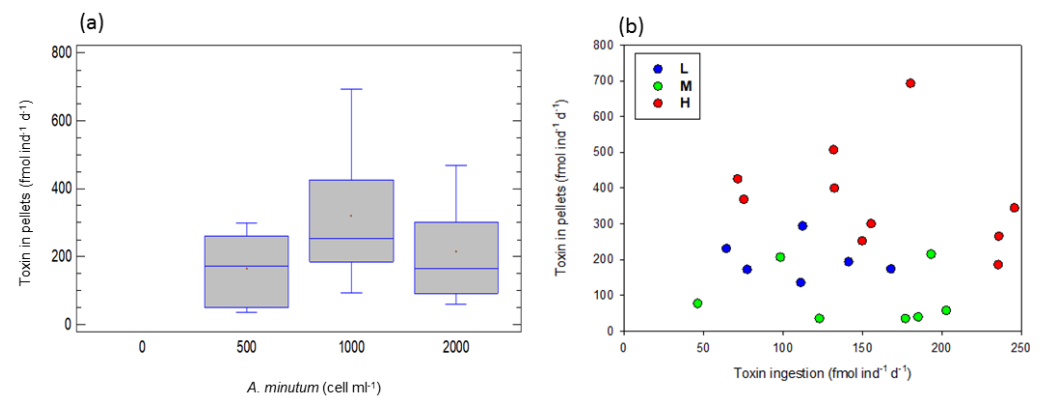 (a)
800
600
400
200
0
Toxin in pellets (fmol ind-1 d-1)
0 500 1000 2000
A. minutum (cell ml-1)
(b)
800
700
600
500
400
300
200
100
0
Toxin in pellets (fmol ind-1 d-1)
L
M
H
0 50 100 150 200 250
Toxin ingestion (fmol ind-1 d-1)